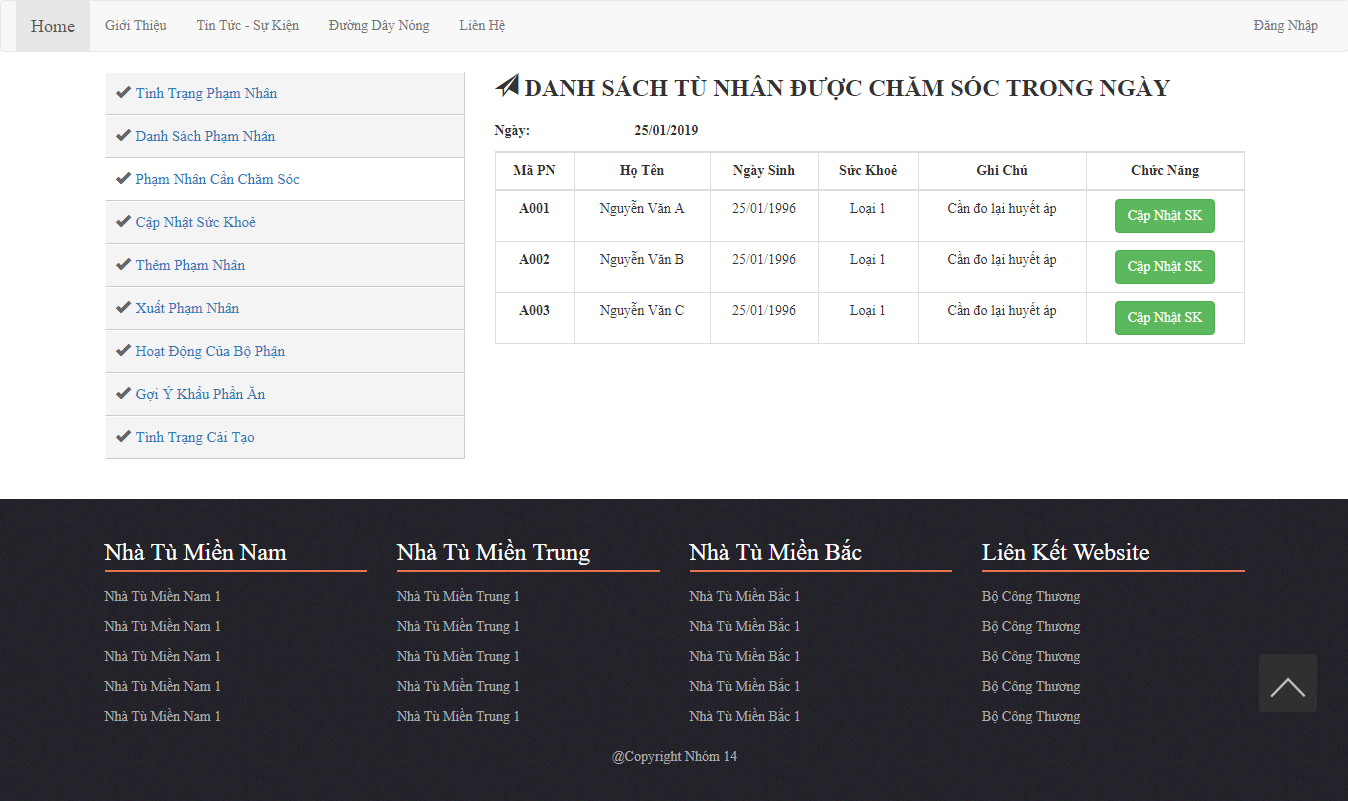 Home Giới Thiệu Tin Tức - Sự Kiện Đường Dây Nóng Liên Hệ Đăng Nhập
Tình Trạng Phạm Nhân
Danh Sách Phạm Nhân
Phạm Nhân Cần Chăm Sóc
Cập Nhật Sức Khoẻ
Thêm Phạm Nhân
Xuất Phạm Nhân
Hoạt Động Của Bộ Phận
Gợi Ý Khẩu Phần Ăn
Tình Trạng Cải Tạo
DANH SÁCH TÙ NHÂN ĐƯỢC CHĂM SÓC TRONG NGÀY
Ngày: 25/01/2019
Mã PN Họ Tên Ngày Sinh Sức Khoẻ Ghi Chú Chức Năng
A001 Nguyễn Văn A 25/01/1996 Loại 1 Cần đo lại huyết áp Cập Nhật SK
A002 Nguyễn Văn B 25/01/1996 Loại 1 Cần đo lại huyết áp Cập Nhật SK
A003 Nguyễn Văn C 25/01/1996 Loại 1 Cần đo lại huyết áp Cập Nhật SK
Nhà Tù Miền Nam Nhà Tù Miền Trung Nhà Tù Miền Bắc Liên Kết Website
Nhà Tù Miền Nam 1 Nhà Tù Miền Trung 1 Nhà Tù Miền Bắc 1 Bộ Công Thương
Nhà Tù Miền Nam 1 Nhà Tù Miền Trung 1 Nhà Tù Miền Bắc 1 Bộ Công Thương
Nhà Tù Miền Nam 1 Nhà Tù Miền Trung 1 Nhà Tù Miền Bắc 1 Bộ Công Thương
Nhà Tù Miền Nam 1 Nhà Tù Miền Trung 1 Nhà Tù Miền Bắc 1 Bộ Công Thương
Nhà Tù Miền Nam 1 Nhà Tù Miền Trung 1 Nhà Tù Miền Bắc 1 Bộ Công Thương
@Copyright Nhóm 14